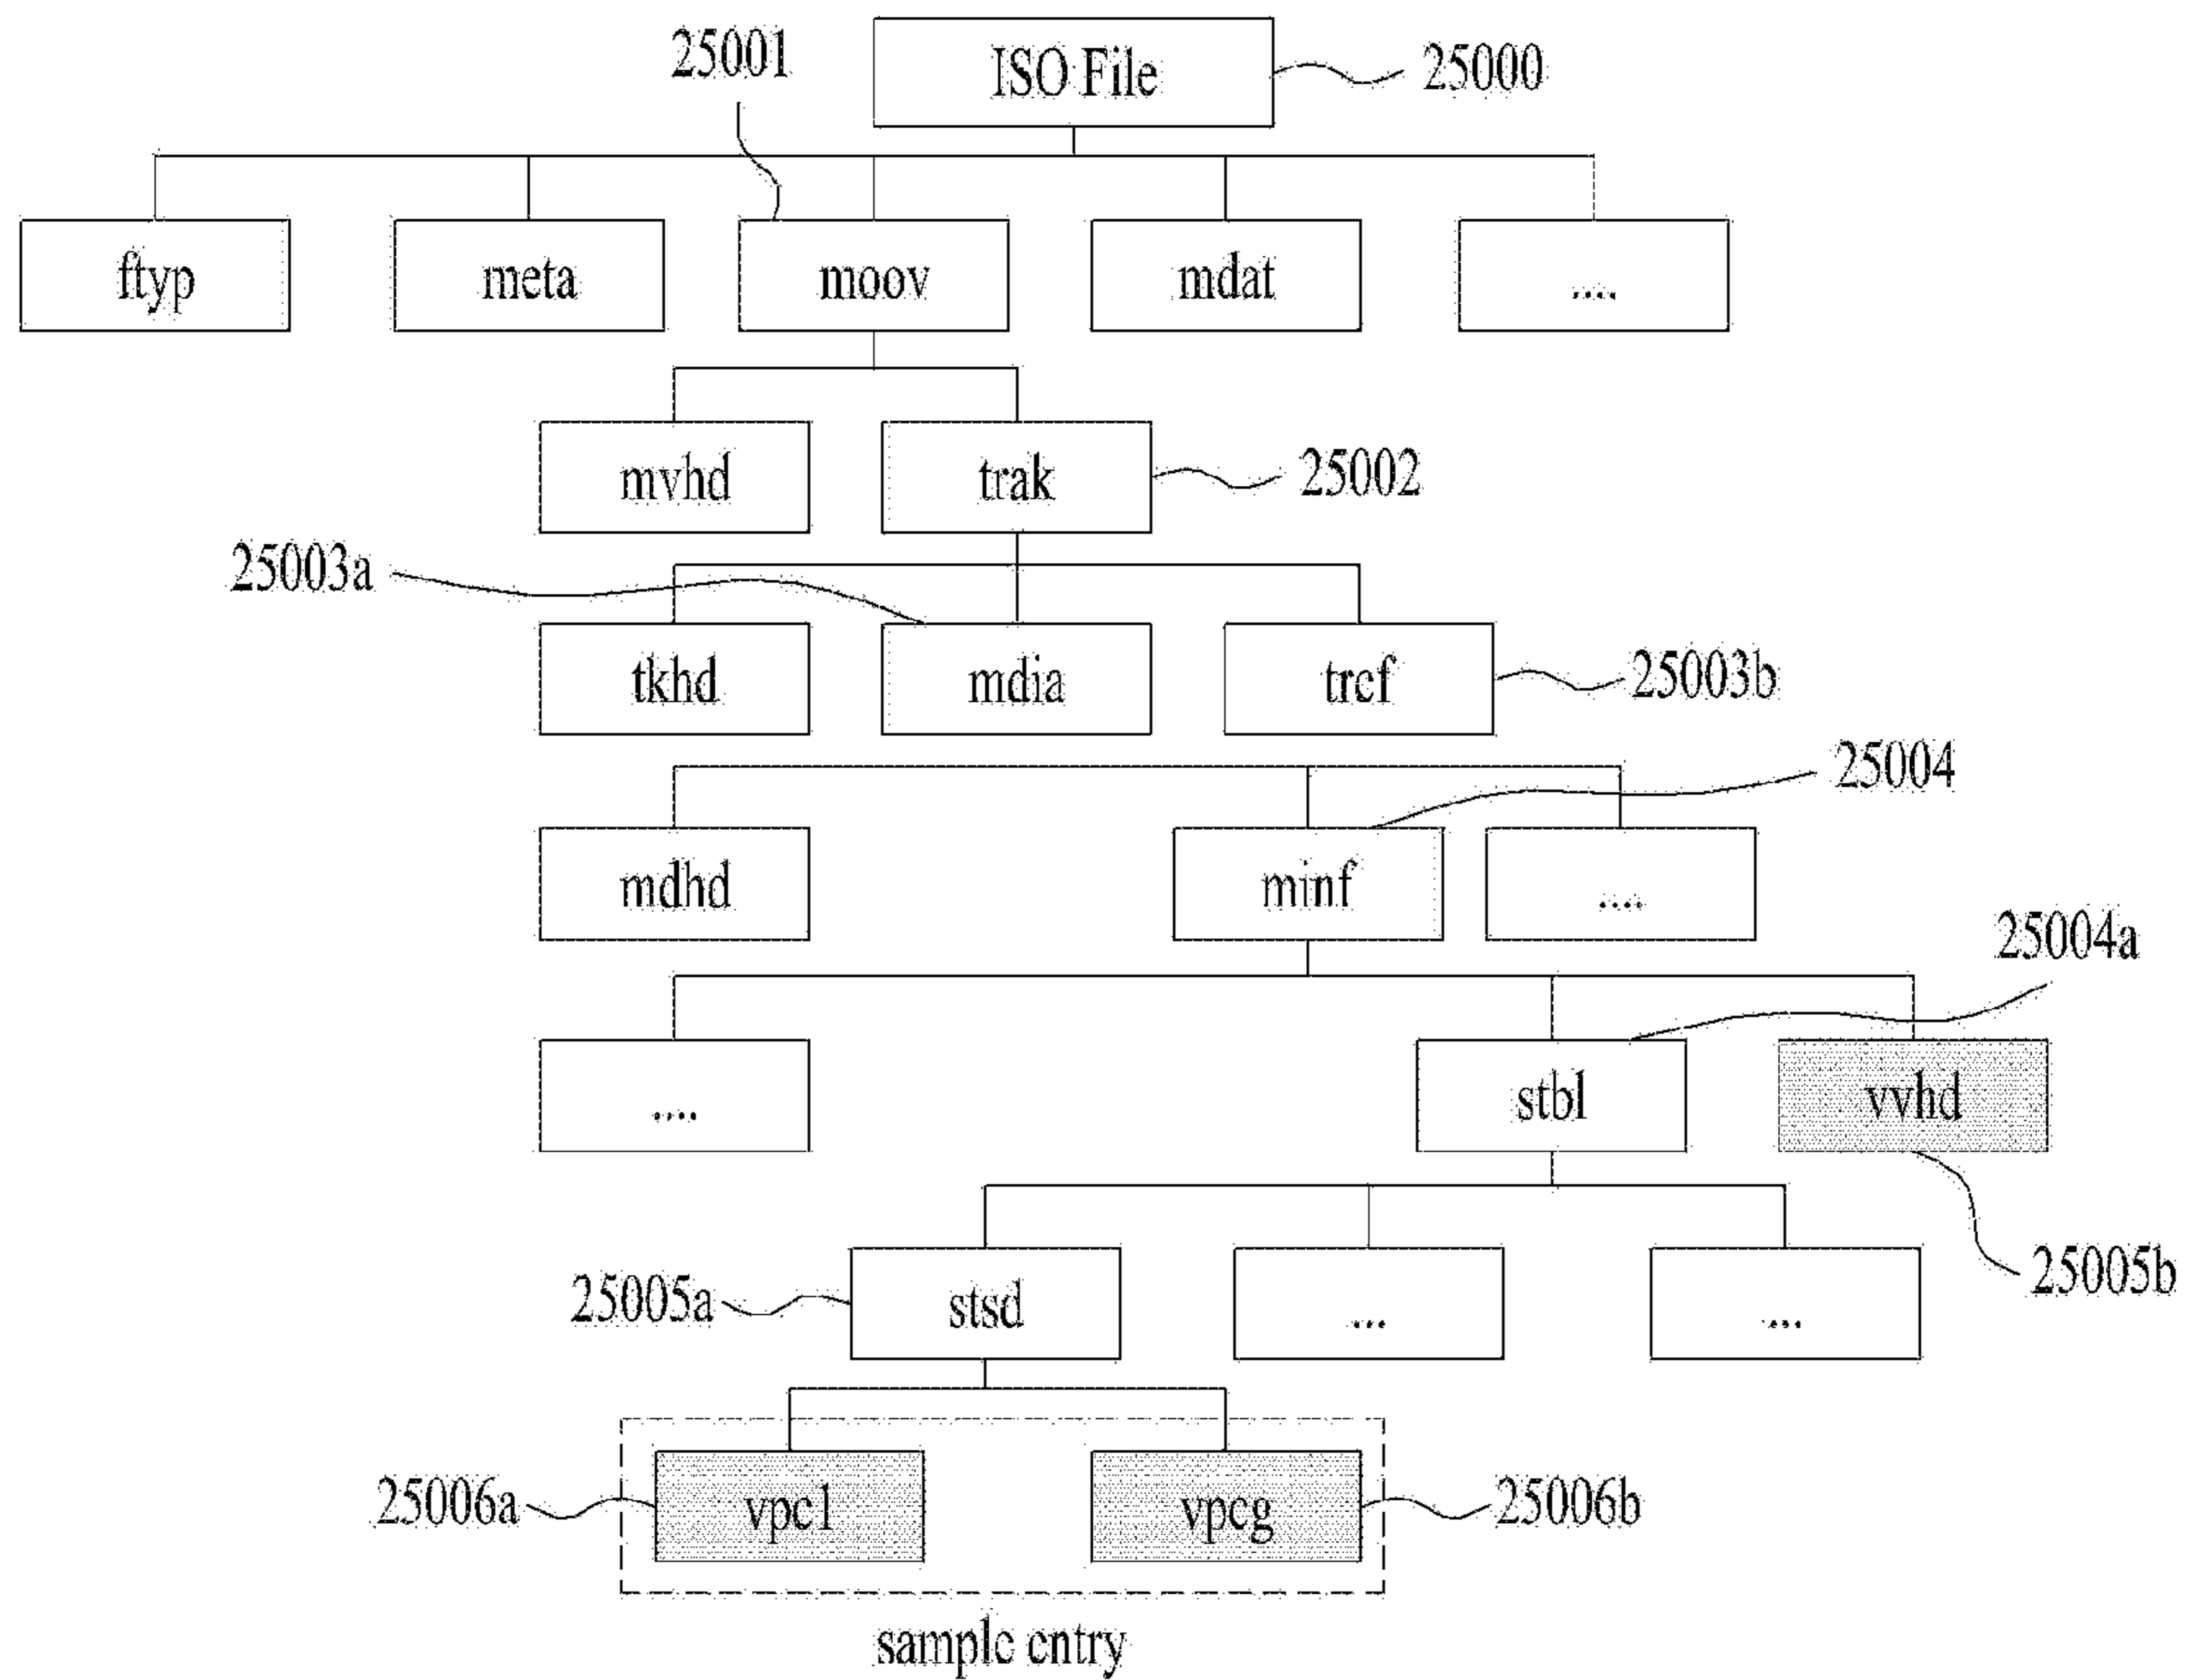 25001
ISO File
25000
ftyp
meta
moov
mdat
....
mvhd
trak
25002
25003a
tkhd
mdia
tref
25003b
25004
mdhd
minf
....
25004a
....
stbl
vvhd
25005a
stsd
...
...
25005b
25006a
vpc1
vpcg
25006b
sample entry